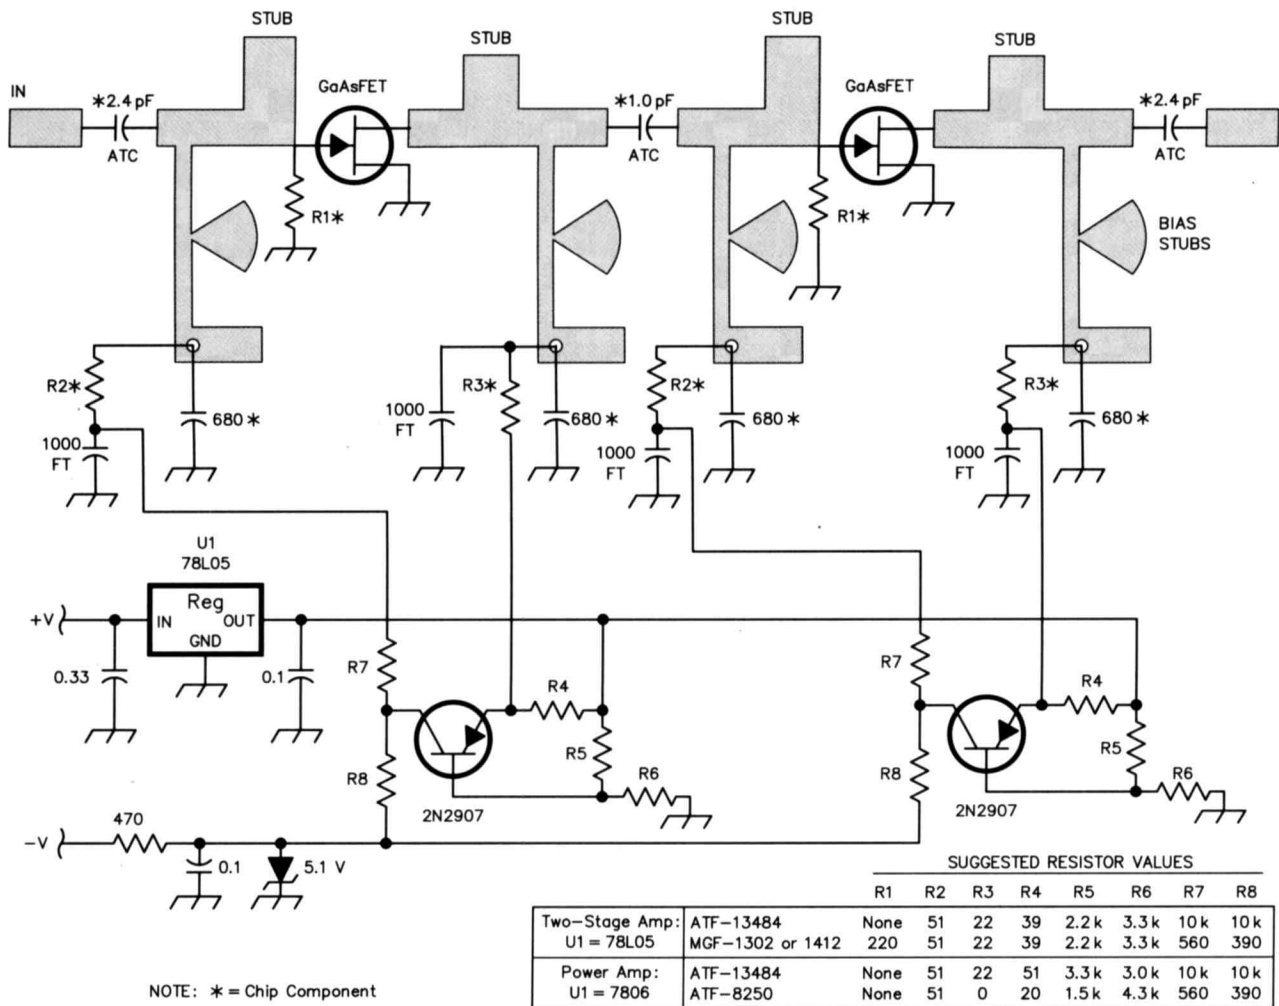 STUB
STUB
STUB
STUB
IN
*2.4 pF
ATC
GaAsFET
*1.0 pF
ATC
GaAsFET
*2.4 pF
ATC
R1*
R1*
BIAS
STUBS
R2*
680 *
1000
FT
1000
FT
R3*
680 *
R2*
680 *
1000
FT
R3*
680 *
1000
FT
U1
78L05
Reg
IN
OUT
GND
+V
0.33
0.1
R7
R4
R5
R6
R8
2N2907
R7
R4
R5
R6
R8
2N2907
-V
470
0.1
5.1 V
SUGGESTED RESISTOR VALUES
R1 R2 R3 R4 R5 R6 R7 R8
Two-Stage Amp: ATF-13484 None 51 22 39 2.2 k 3.3 k 10 k 10 k
U1 = 78L05 MGF-1302 or 1412 220 51 22 39 2.2 k 3.3 k 560 390
Power Amp: ATF-13484 None 51 22 51 3.3 k 3.0 k 10 k 10 k
U1 = 7806 ATF-8250 None 51 0 20 1.5 k 4.3 k 560 390
NOTE: * = Chip Component